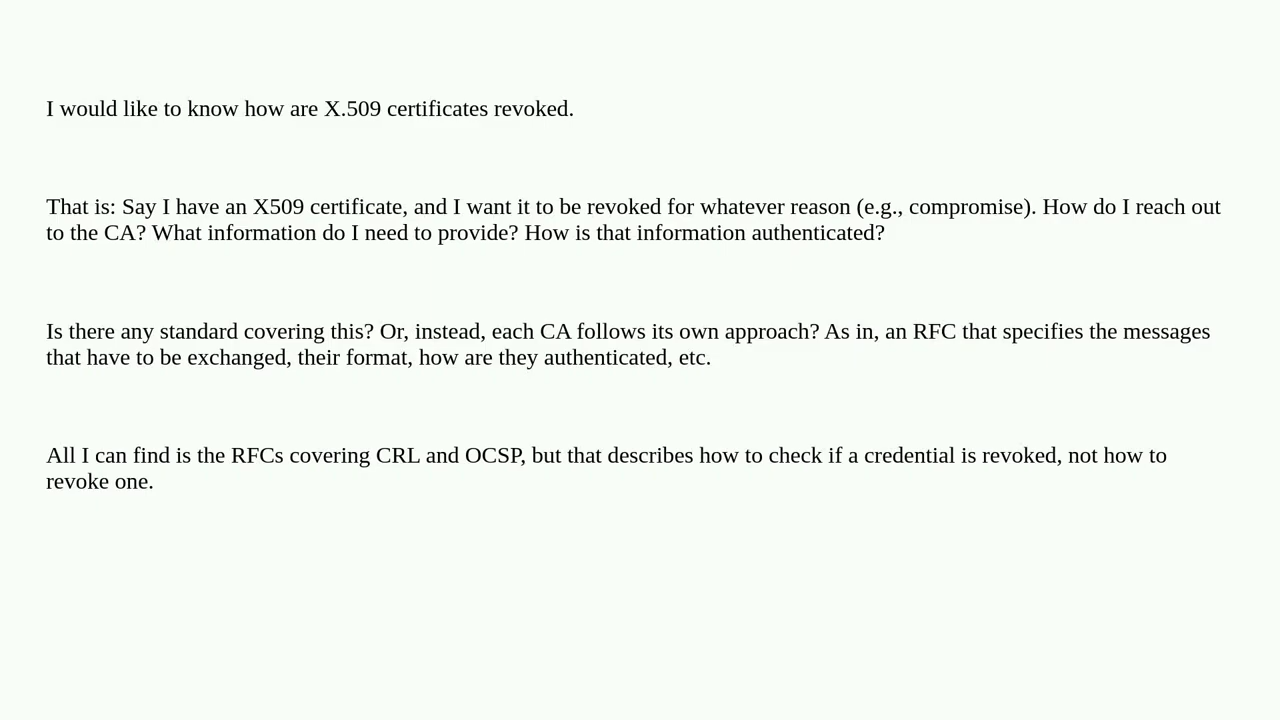 I would like to know how are X.509 certificates revoked.
That is: Say I have an X509 certificate, and I want it to be revoked for whatever reason (e.g., compromise). How do I reach out
to the CA? What information do I need to provide? How is that information authenticated?
Is there any standard covering this? Or, instead, each CA follows its own approach? As in, an RFC that specifies the messages
that have to be exchanged, their format, how are they authenticated, etc.
All I can find is the RFCs covering CRL and OCSP, but that describes how to check if a credential is revoked, not how to
revoke one.